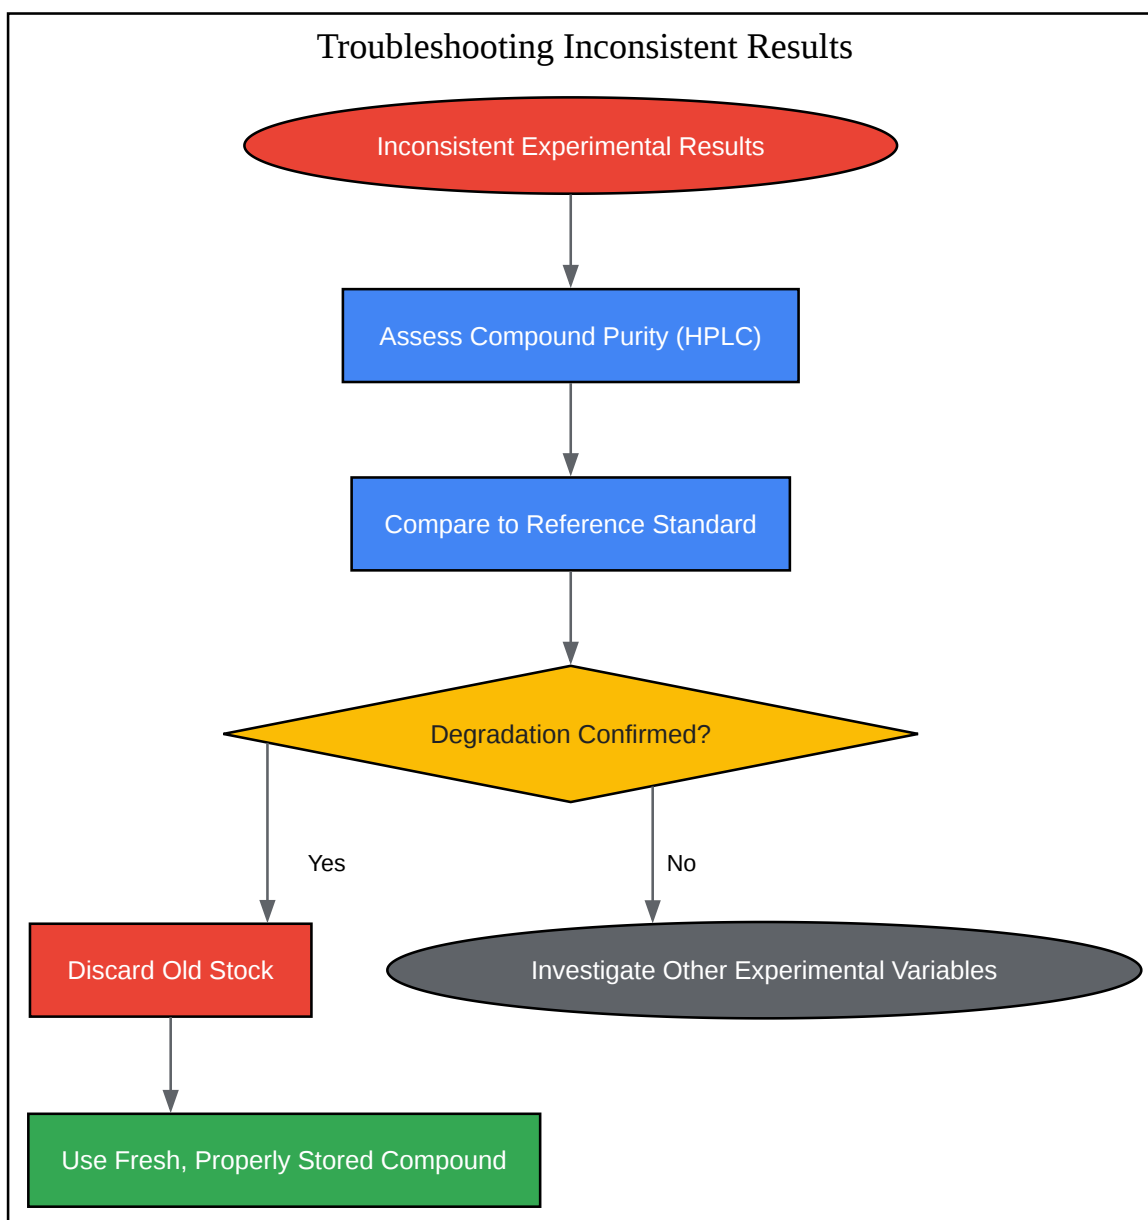 Troubleshooting Inconsistent Results
Inconsistent Experimental Results
Assess Compound Purity (HPLC)
Compare to Reference Standard
Degradation Confirmed?
Yes
No
Discard Old Stock
Investigate Other Experimental Variables
Use Fresh, Properly Stored Compound